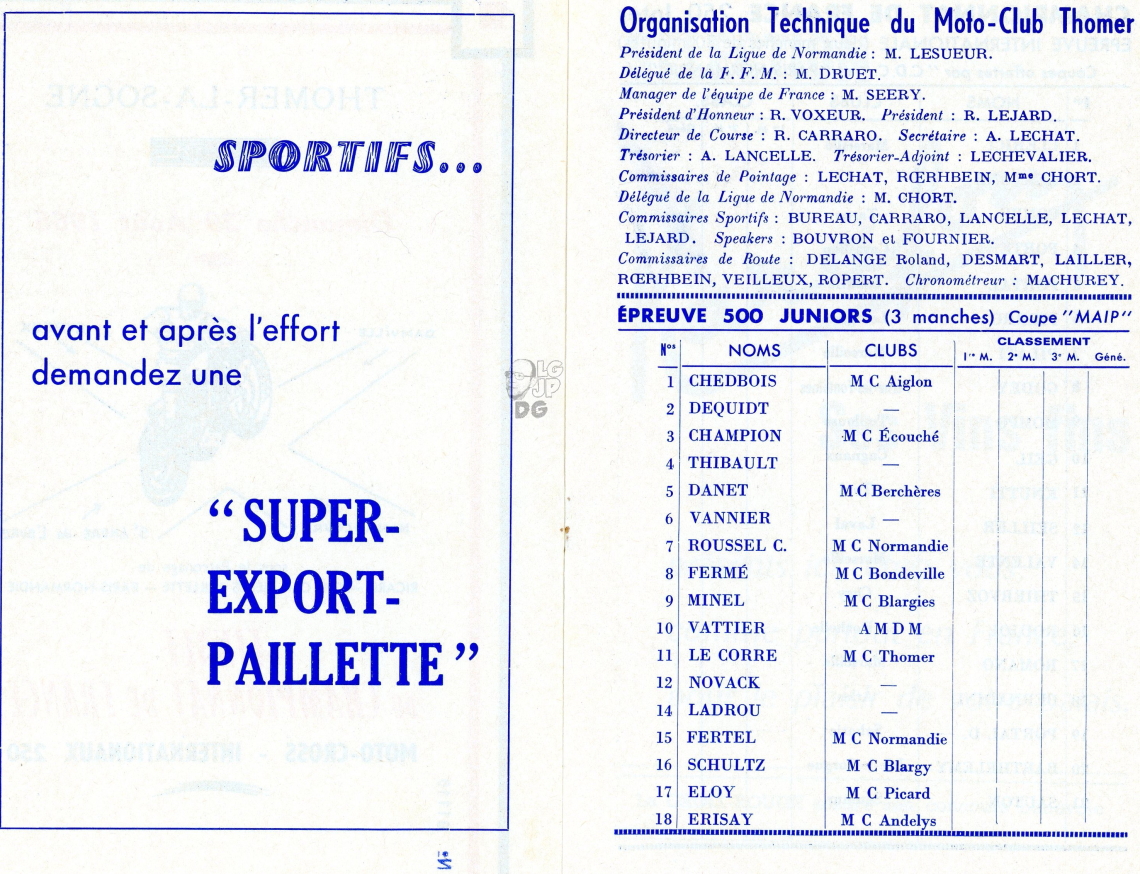 SPORTIFS...
avant et après l'effort
demandez une
“ SUPER-
EXPORT-
PAILLETTE ”
N°
LG
JP
DG
Organisation Technique du Moto-Club Thomer
Président de la Ligue de Normandie : M. LESUEUR.
Délégué de la F. F. M. : M. DRUET.
Manager de l'équipe de France : M. SEERY.
Président d'Honneur : R. VOXEUR. Président : R. LEJARD.
Directeur de Course : R. CARRARO. Secrétaire : A. LECHAT.
Trésorier : A. LANCELLE. Trésorier-Adjoint : LECHEVALIER.
Commissaires de Pointage : LECHAT, RŒRHBEIN, Mme CHORT.
Délégué de la Ligue de Normandie : M. CHORT.
Commissaires Sportifs : BUREAU, CARRARO, LANCELLE, LECHAT,
LEJARD. Speakers : BOUVRON et FOURNIER.
Commissaires de Route : DELANGE Roland, DESMART, LAILLER,
RŒRHBEIN, VEILLEUX, ROPERT. Chronométreur : MACHUREY.
ÉPREUVE 500 JUNIORS (3 manches) Coupe "MAIP"
Nos NOMS CLUBS CLASSEMENT
1re M. 2e M. 3e M. Géné.
1 CHEDBOIS M C Aiglon
2 DEQUIDT —
3 CHAMPION M C Écouché
4 THIBAULT —
5 DANET M C Berchères
6 VANNIER —
7 ROUSSEL C. M C Normandie
8 FERMÉ M C Bondeville
9 MINEL M C Blargies
10 VATTIER A M D M
11 LE CORRE M C Thomer
12 NOVACK —
14 LADROU —
15 FERTEL M C Normandie
16 SCHULTZ M C Blargy
17 ELOY M C Picard
18 ERISAY M C Andelys